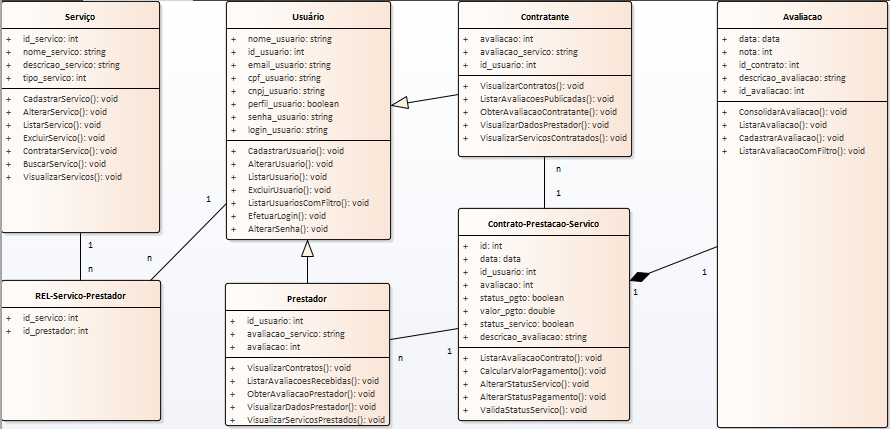 Serviço
+ id_servico: int
+ nome_servico: string
+ descricao_servico: string
+ tipo_servico: int
+ CadastrarServico(): void
+ AlterarServico(): void
+ ListarServico(): void
+ ExcluirServico(): void
+ ContratarServico(): void
+ BuscarServico(): void
+ VisualizarServicos(): void
1
n
REL-Servico-Prestador
+ id_servico: int
+ id_prestador: int
n
1
Usuário
+ nome_usuario: string
+ id_usuario: int
+ email_usuario: string
+ cpf_usuario: string
+ cnpj_usuario: string
+ perfil_usuario: boolean
+ senha_usuario: string
+ login_usuario: string
+ CadastrarUsuario(): void
+ AlterarUsuario(): void
+ ListarUsuario(): void
+ ExcluirUsuario(): void
+ ListarUsuariosComFiltro(): void
+ EfetuarLogin(): void
+ AlterarSenha(): void
Prestador
+ id_usuario: int
+ avaliacao_servico: string
+ avaliacao: int
+ VisualizarContratos(): void
+ ListarAvaliacoesRecebidas(): void
+ ObterAvaliacaoPrestador(): void
+ VisualizarDadosPrestador(): void
+ VisualizarServicosPrestados(): void
n
1
Contratante
+ avaliacao: int
+ avaliacao_servico: string
+ id_usuario: int
+ VisualizarContratos(): void
+ ListarAvaliacoesPublicadas(): void
+ ObterAvaliacaoContratante(): void
+ VisualizarDadosPrestador(): void
+ VisualizarServicosContratados(): void
n
1
Contrato-Prestacao-Servico
+ id: int
+ data: data
+ id_usuario: int
+ avaliacao: int
+ status_pgto: boolean
+ valor_pgto: double
+ status_servico: boolean
+ descricao_avaliacao: string
+ ListarAvaliacaoContrato(): void
+ CalcularValorPagamento(): void
+ AlterarStatusServico(): void
+ AlterarStatusPagamento(): void
+ ValidaStatusServico(): void
1
1
Avaliacao
+ data: data
+ nota: int
+ id_contrato: int
+ descricao_avaliacao: string
+ id_avaliacao: int
+ ConsolidarAvaliacao(): void
+ ListarAvaliacao(): void
+ CadastrarAvaliacao(): void
+ ListarAvaliacaoComFiltro(): void